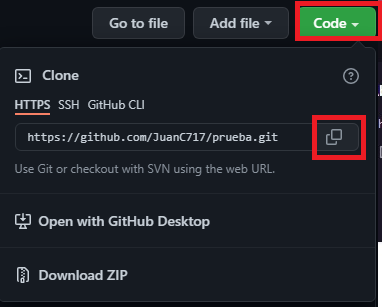 Go to file Add file Code
Clone
HTTPS SSH GitHub CLI
https://github.com/JuanC717/prueba.git
Use Git or checkout with SVN using the web URL.
Open with GitHub Desktop
Download ZIP